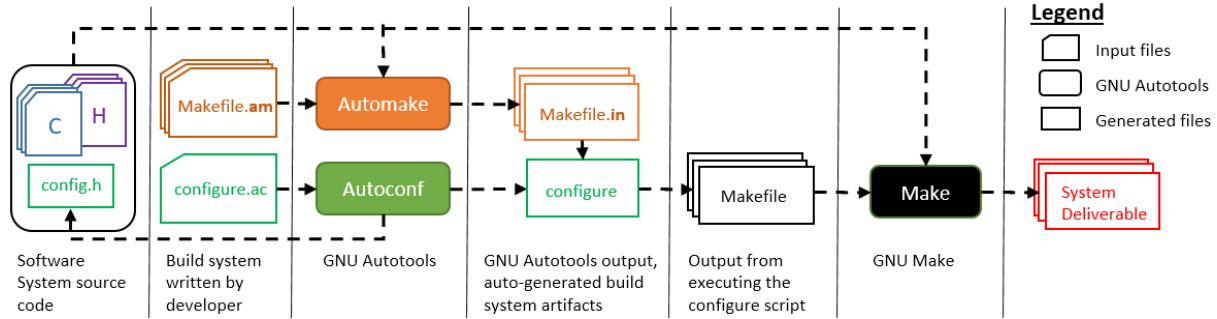 Legend
Input files
GNU Autotools
Generated files
C
H
config.h
Makefile.am
configure.ac
Automake
Autoconf
Makefile.in
configure
Makefile
Make
System
Deliverable
Software
System source
code
Build system
written by
developer
GNU Autotools
GNU Autotools output,
auto-generated build
system artifacts
Output from
executing the
configure script
GNU Make